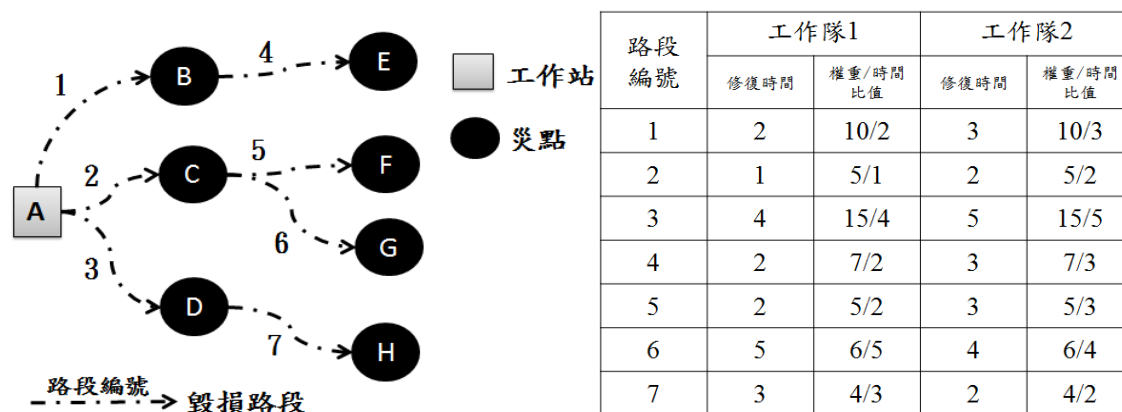 1
B
4
E
工作站
災點
A
2
C
5
F
6
G
3
D
7
H
路段編號
毀損路段
路段編號 工作隊1 工作隊2
修復時間 權重/時間比值 修復時間 權重/時間比值
1 2 10/2 3 10/3
2 1 5/1 2 5/2
3 4 15/4 5 15/5
4 2 7/2 3 7/3
5 2 5/2 3 5/3
6 5 6/5 4 6/4
7 3 4/3 2 4/2